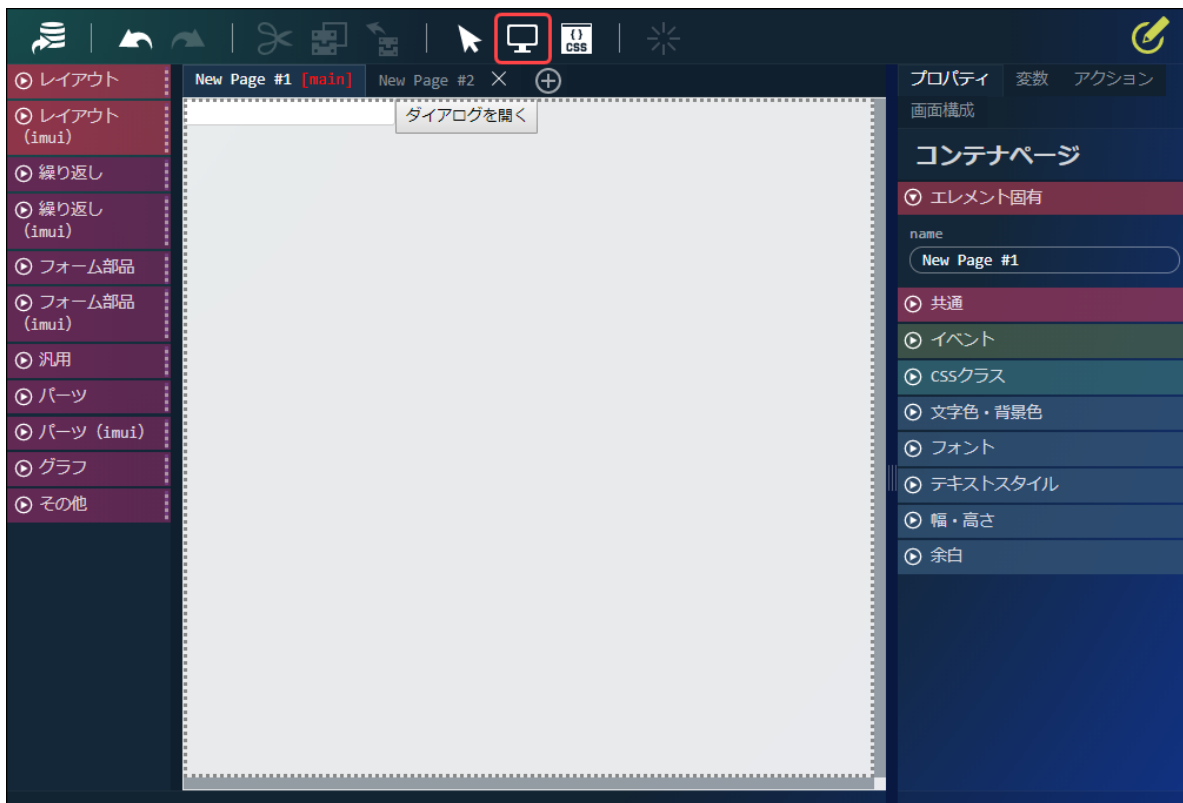 {} CSS
レイアウト
レイアウト
(imui)
繰り返し
繰り返し
(imui)
フォーム部品
フォーム部品
(imui)
汎用
パーツ
パーツ (imui)
グラフ
その他
New Page #1 [main] New Page #2
ダイアログを開く
プロパティ 変数 アクション
画面構成
コンテナページ
エレメント固有
name
New Page #1
共通
イベント
CSSクラス
文字色・背景色
フォント
テキストスタイル
幅・高さ
余白